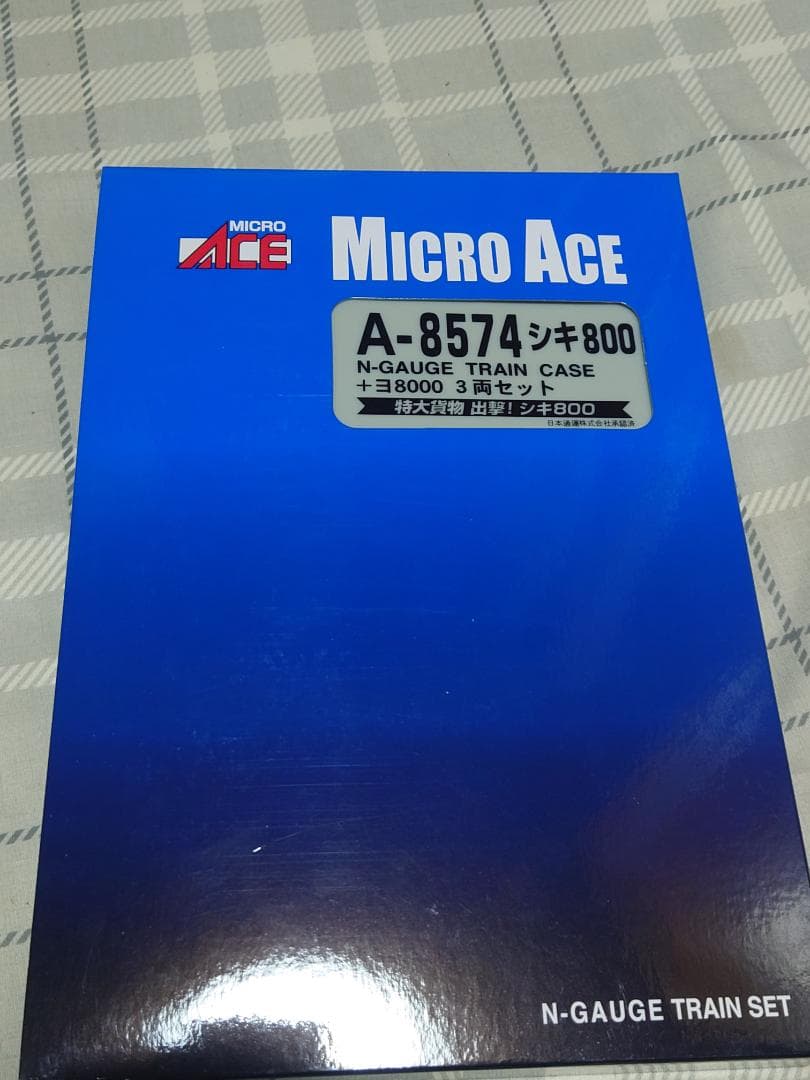 MICRO
ACE
MICRO ACE
A-8574 シキ800
N-GAUGE TRAIN CASE
+ヨ8000 3両セット
特大貨物 出撃!シキ800
日本通運株式会社承認済
N-GAUGE TRAIN SET